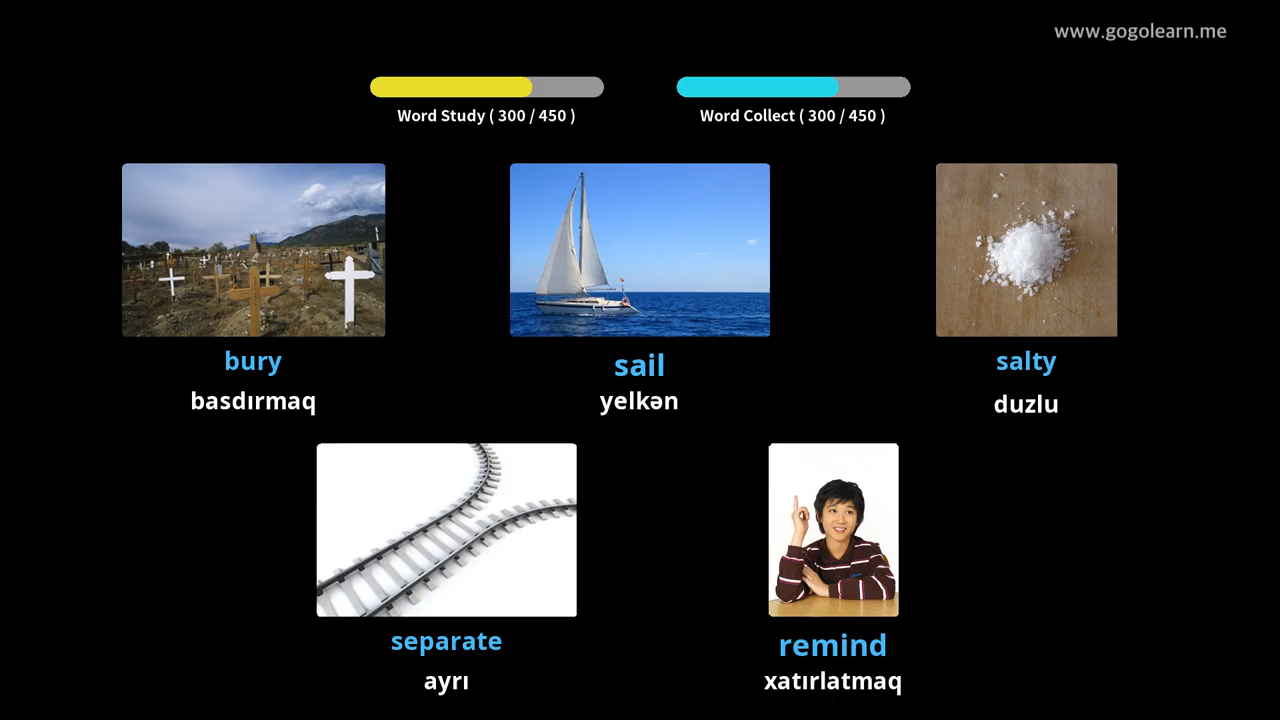 www.gogolearn.me
Word Study ( 300 / 450 )
Word Collect ( 300 / 450 )
bury
basdırmaq
sail
yelkən
salty
duzlu
separate
ayrı
remind
xatırlatmaq